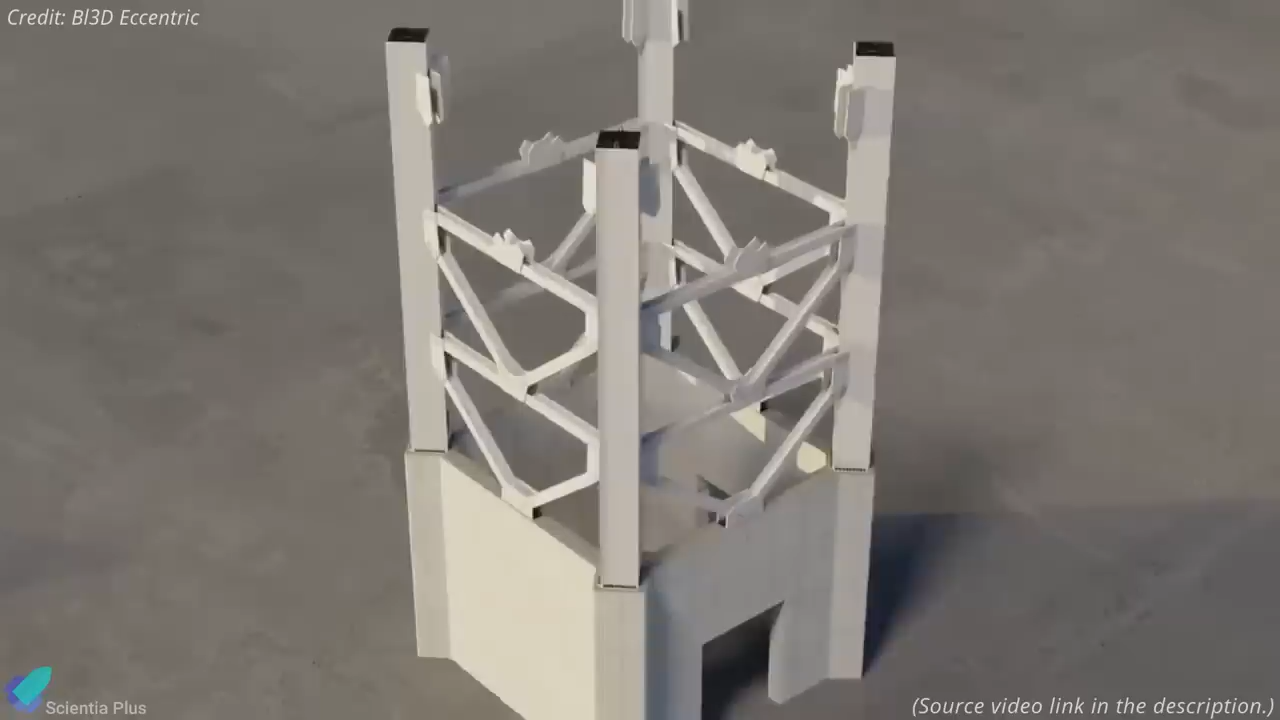 Credit: Bl3D Eccentric
Scientia Plus
(Source video link in the description.)